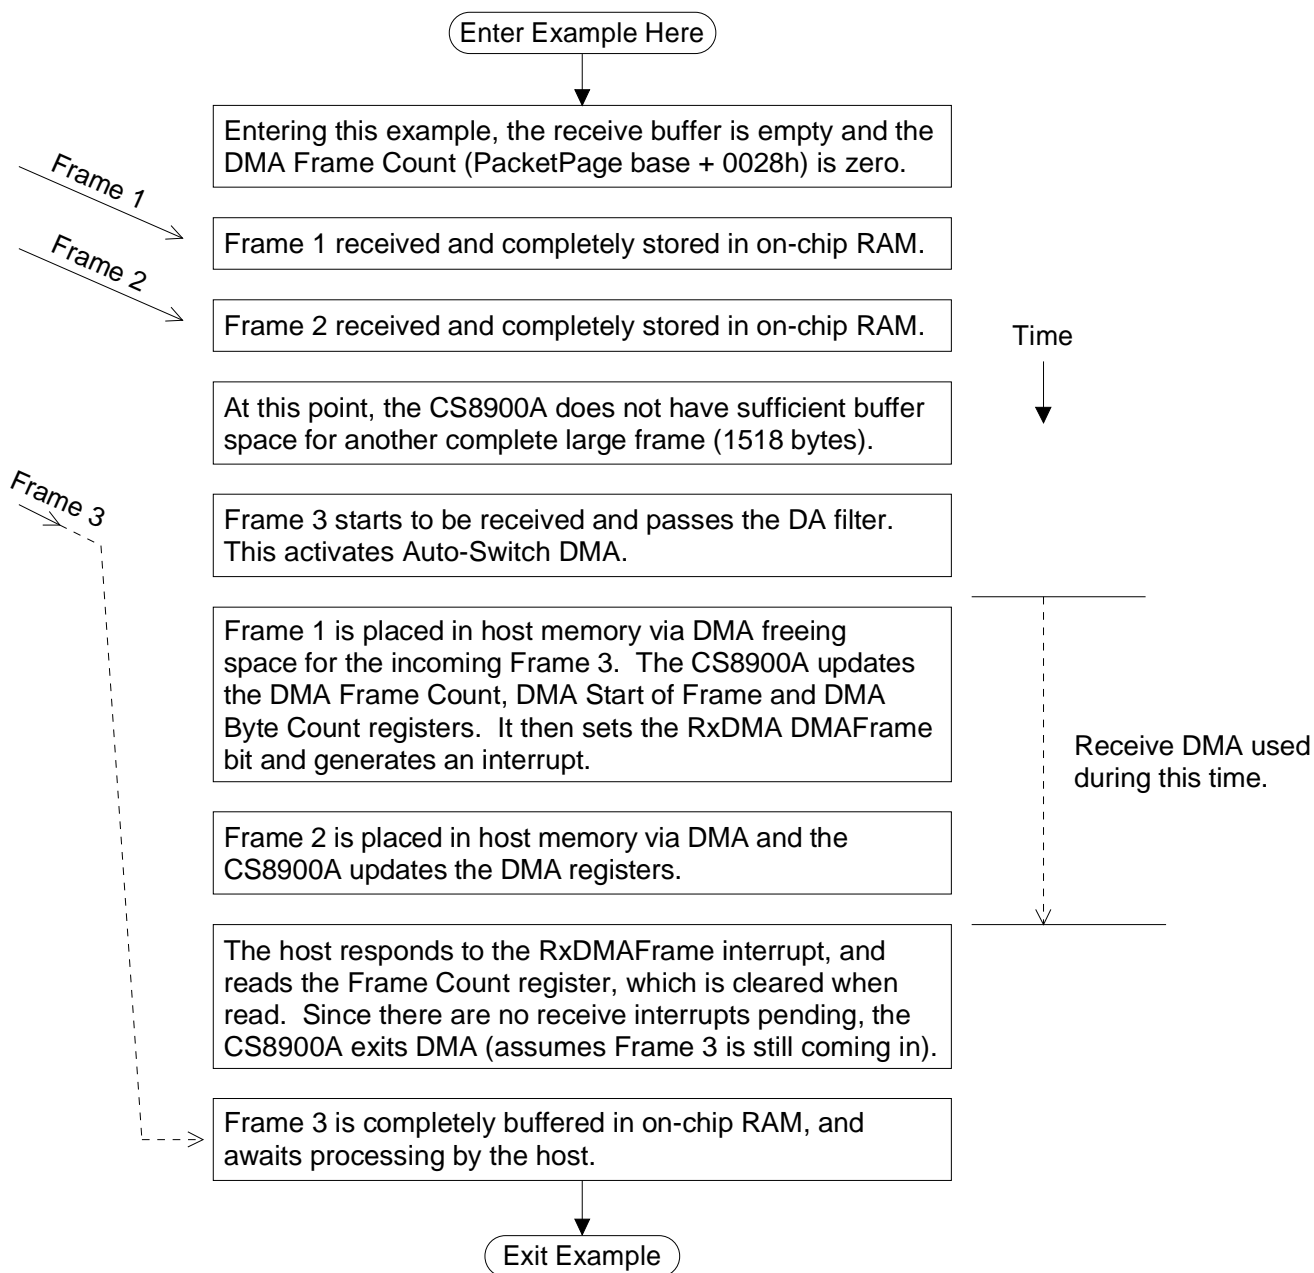 Enter Example Here
Entering this example, the receive buffer is empty and the
DMA Frame Count (PacketPage base + 0028h) is zero.
Frame 1
Frame 1 received and completely stored in on-chip RAM.
Frame 2
Frame 2 received and completely stored in on-chip RAM.
Time
At this point, the CS8900A does not have sufficient buffer
space for another complete large frame (1518 bytes).
Frame 3
Frame 3 starts to be received and passes the DA filter.
This activates Auto-Switch DMA.
Frame 1 is placed in host memory via DMA freeing
space for the incoming Frame 3.  The CS8900A updates
the DMA Frame Count, DMA Start of Frame and DMA
Byte Count registers.  It then sets the RxDMA DMAFrame
bit and generates an interrupt.
Receive DMA used
during this time.
Frame 2 is placed in host memory via DMA and the
CS8900A updates the DMA registers.
The host responds to the RxDMAFrame interrupt, and
reads the Frame Count register, which is cleared when
read.  Since there are no receive interrupts pending, the
CS8900A exits DMA (assumes Frame 3 is still coming in).
Frame 3 is completely buffered in on-chip RAM, and
awaits processing by the host.
Exit Example